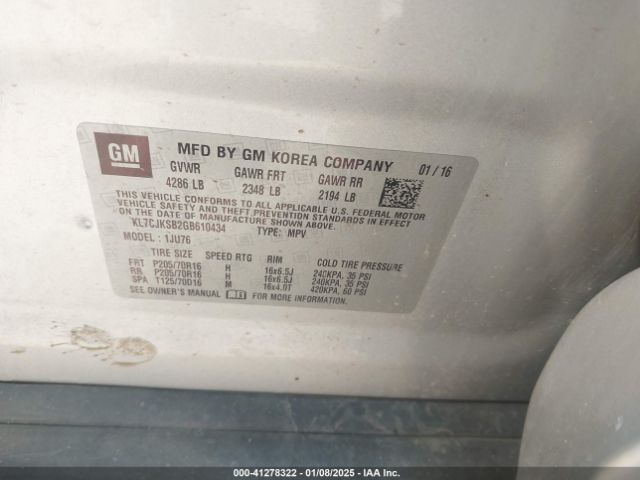 GM
MFD BY GM KOREA COMPANY 01/16
GVWR GAWR FRT GAWR RR
4286 LB 2348 LB 2194 LB
THIS VEHICLE CONFORMS TO ALL APPLICABLE U.S. FEDERAL MOTOR
VEHICLE SAFETY, BUMPER, AND THEFT PREVENTION STANDARDS IN
EFFECT ON THE DATE OF MANUFACTURE SHOWN ABOVE.
KL7CJKSB2GB610434 TYPE: MPV
MODEL: 1JU76
TIRE SIZE SPEED RTG RIM COLD TIRE PRESSURE
FRT P205/70R16 H 16x6.5J 240KPA, 35 PSI
RR P205/70R16 H 16x6.5J 240KPA, 35 PSI
SPA T125/70D16 M 16x4.0T 420KPA, 60 PSI
SEE OWNER'S MANUAL FOR MORE INFORMATION.
000-41278322 | 01/08/2025 | IAA Inc.